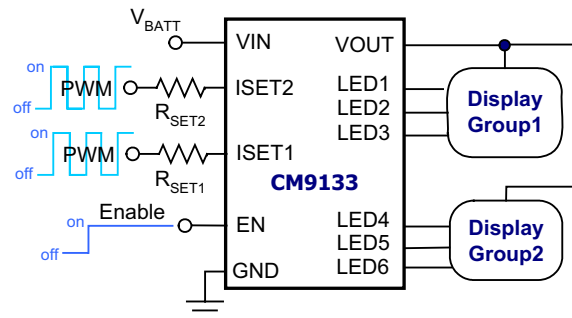 VBATT
VIN
VOUT
on
PWM
off
RSET2
ISET2
LED1
LED2
LED3
Display
Group1
on
PWM
off
RSET1
ISET1
CM9133
on
Enable
off
EN
GND
LED4
LED5
LED6
Display
Group2